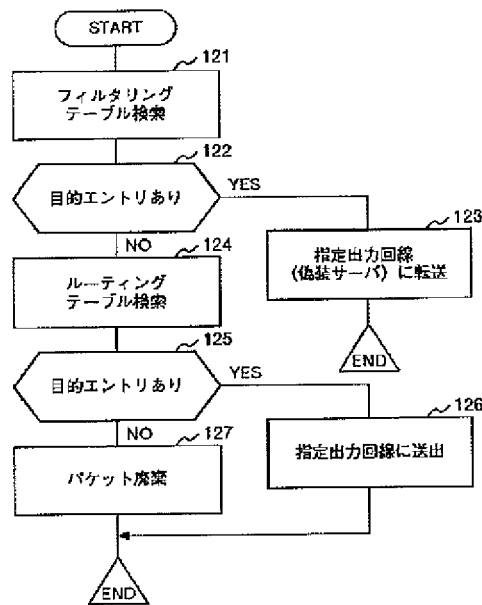 START
121
フィルタリング
テーブル検索
122
目的エントリあり
YES
NO
123
指定出力回線
(偽装サーバ)に転送
END
124
ルーティング
テーブル検索
125
目的エントリあり
YES
NO
126
指定出力回線に送出
127
パケット廃棄
END